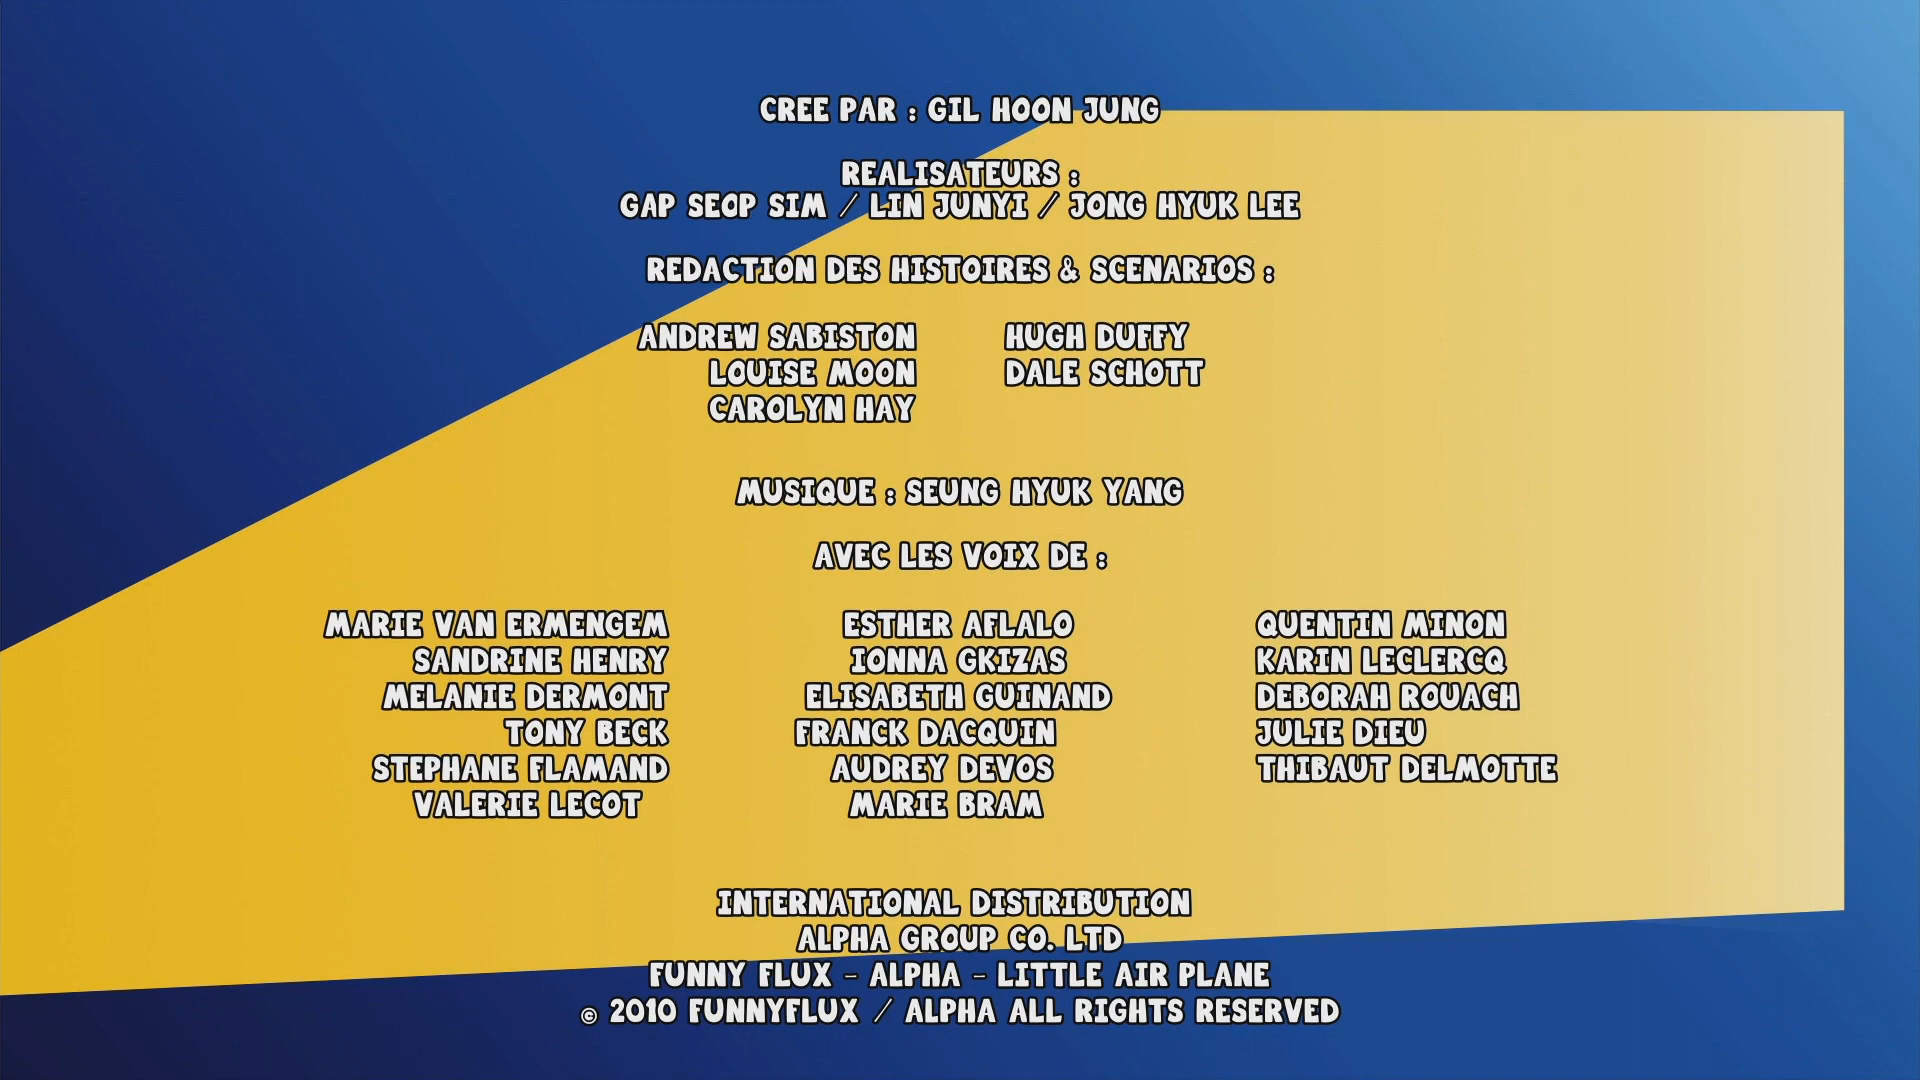 CREE PAR : GIL HOON JUNG
REALISATEURS :
GAP SEOP SIM / LIN JUNYI / JONG HYUK LEE
REDACTION DES HISTOIRES & SCENARIOS :
ANDREW SABISTON HUGH DUFFY
LOUISE MOON DALE SCHOTT
CAROLYN HAY
MUSIQUE : SEUNG HYUK YANG
AVEC LES VOIX DE :
MARIE VAN ERMENGEM ESTHER AFLALO QUENTIN MINON
SANDRINE HENRY IONNA GKIZAS KARIN LECLERCQ
MELANIE DERMONT ELISABETH GUINAND DEBORAH ROUACH
TONY BECK FRANCK DACQUIN JULIE DIEU
STEPHANE FLAMAND AUDREY DEVOS THIBAUT DELMOTTE
VALERIE LECOT MARIE BRAM
INTERNATIONAL DISTRIBUTION
ALPHA GROUP CO. LTD
FUNNY FLUX - ALPHA - LITTLE AIR PLANE
© 2010 FUNNYFLUX / ALPHA ALL RIGHTS RESERVED